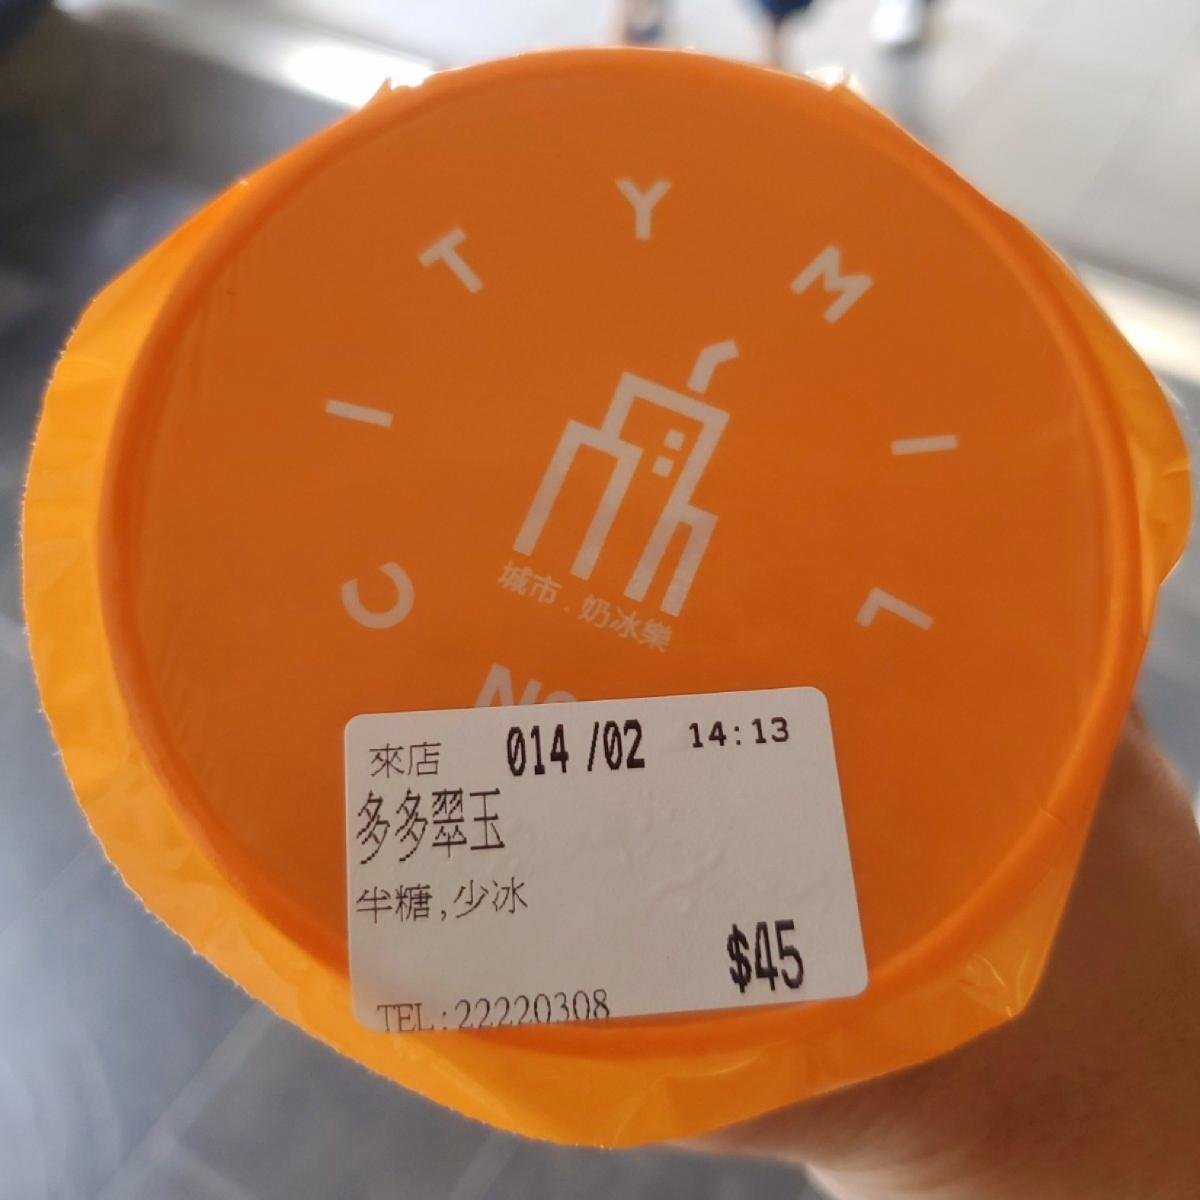 CITYMIL
城市.奶冰樂
來店 014 /02 14:13
多多翠玉
半糖,少冰
$45
TEL:22220308